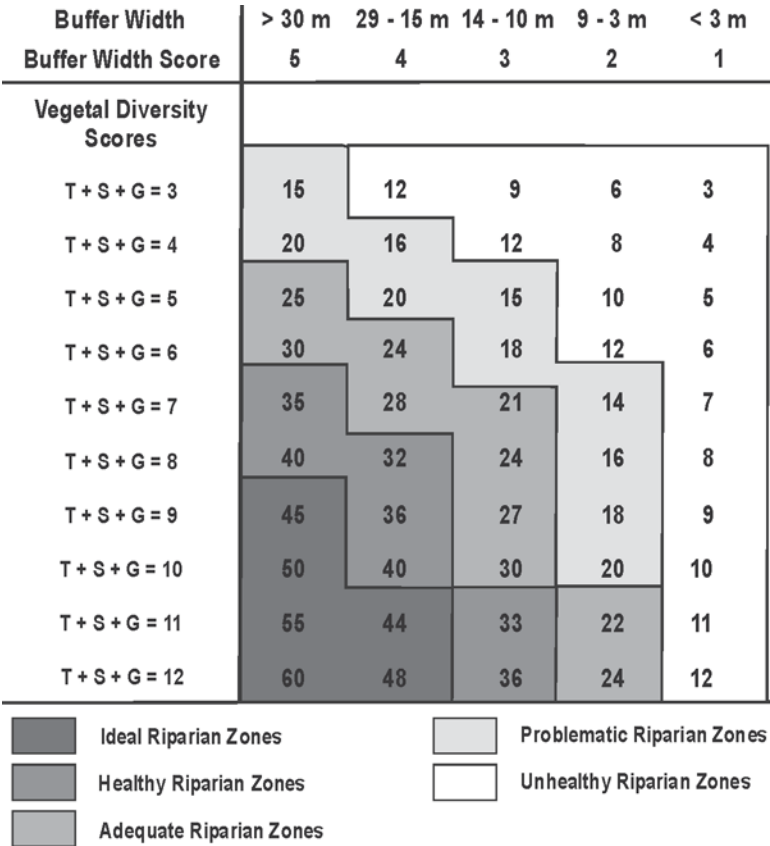 Buffer Width > 30 m 29 - 15 m 14 - 10 m 9 - 3 m < 3 m
Buffer Width Score 5 4 3 2 1
Vegetal Diversity
Scores
T + S + G = 3 15 12 9 6 3
T + S + G = 4 20 16 12 8 4
T + S + G = 5 25 20 15 10 5
T + S + G = 6 30 24 18 12 6
T + S + G = 7 35 28 21 14 7
T + S + G = 8 40 32 24 16 8
T + S + G = 9 45 36 27 18 9
T + S + G = 10 50 40 30 20 10
T + S + G = 11 55 44 33 22 11
T + S + G = 12 60 48 36 24 12
Ideal Riparian Zones
Healthy Riparian Zones
Adequate Riparian Zones
Problematic Riparian Zones
Unhealthy Riparian Zones